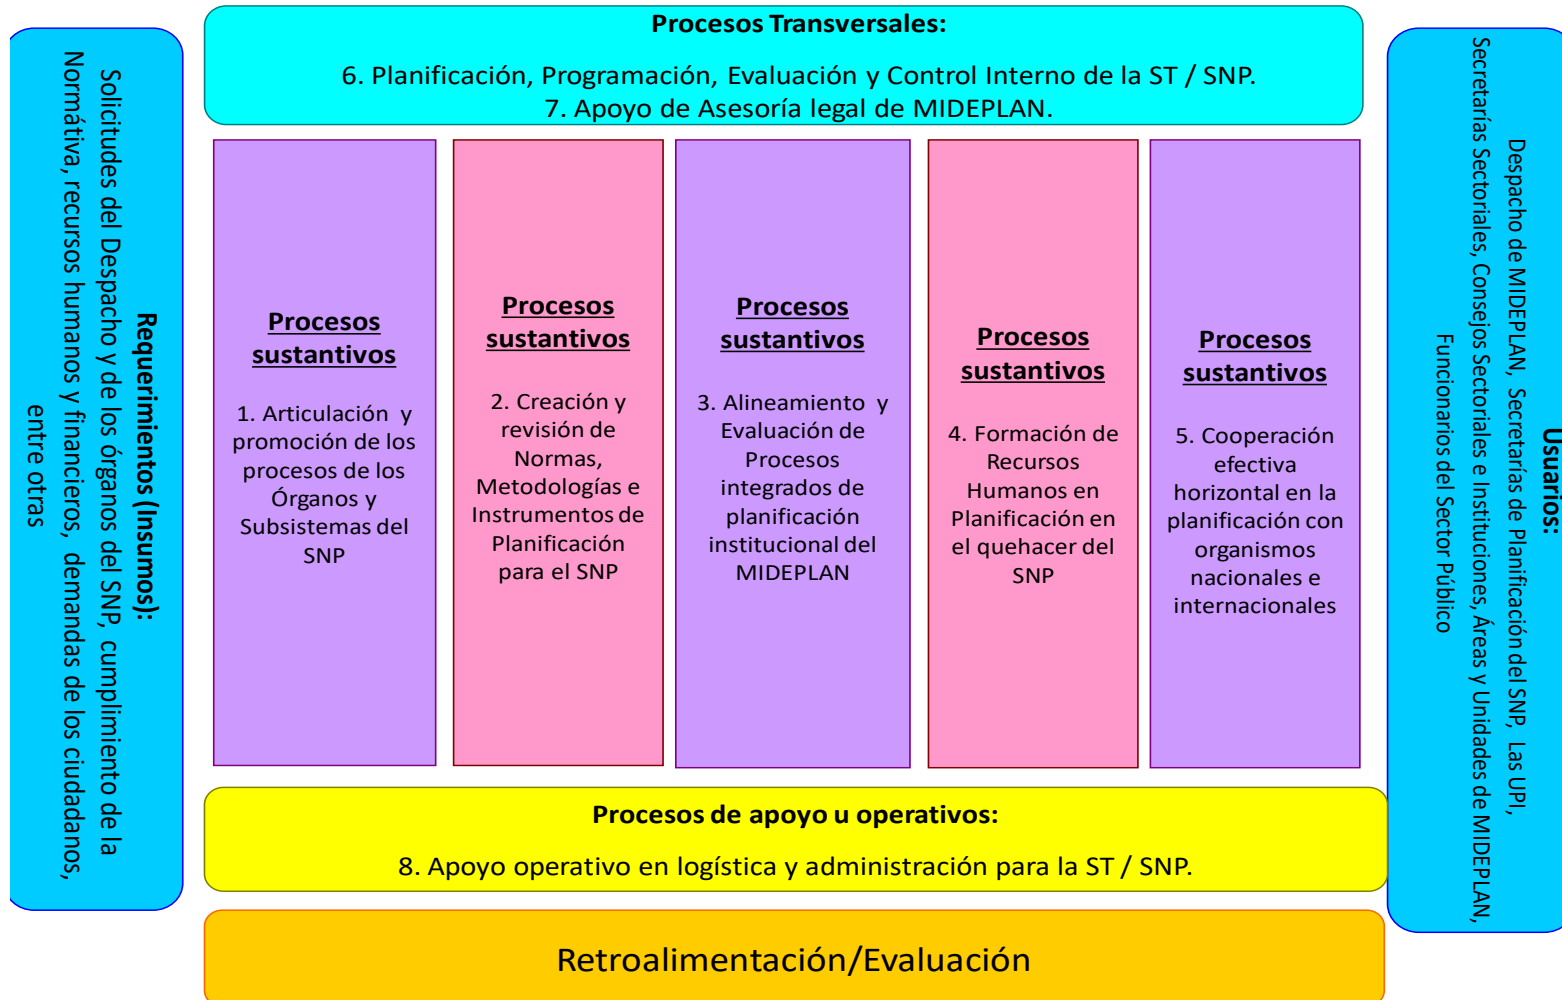 Procesos Transversales:
6. Planificación, Programación, Evaluación y Control Interno de la ST / SNP.
7. Apoyo de Asesoría legal de MIDEPLAN.
Requerimientos (Insumos):
Solicitudes del Despacho y de los órganos del SNP, cumplimiento de la
Normátiva, recursos humanos y financieros, demandas de los ciudadanos,
entre otras
Procesos
sustantivos
1. Articulación y
promoción de los
procesos de los
Órganos y
Subsistemas del
SNP
Procesos
sustantivos
2. Creación y
revisión de
Normas,
Metodologías e
Instrumentos de
Planificación
para el SNP
Procesos
sustantivos
3. Alineamiento y
Evaluación de
Procesos
integrados de
planificación
institucional del
MIDEPLAN
Procesos
sustantivos
4. Formación de
Recursos
Humanos en
Planificación en
el quehacer del
SNP
Procesos
sustantivos
5. Cooperación
efectiva
horizontal en la
planificación con
organismos
nacionales e
internacionales
Usuarios:
Despacho de MIDEPLAN, Secretarías de Planificación del SNP, Las UPI,
Secretarías Sectoriales, Consejos Sectoriales e Instituciones, Áreas y Unidades de MIDEPLAN,
Funcionarios del Sector Público
Procesos de apoyo u operativos:
8. Apoyo operativo en logística y administración para la ST / SNP.
Retroalimentación/Evaluación